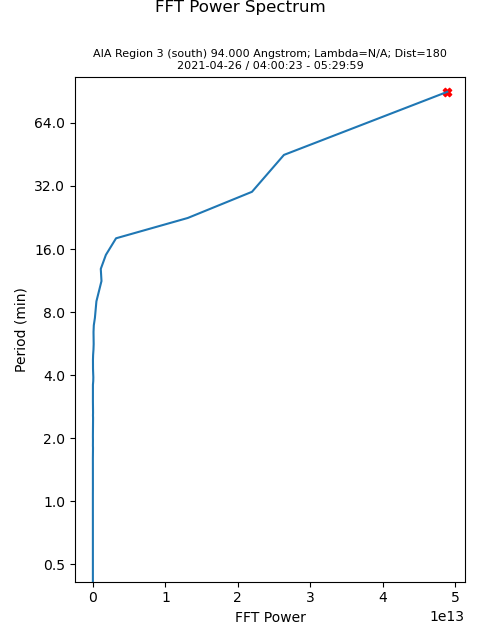 FFT Power Spectrum
AIA Region 3 (south) 94.000 Angstrom; Lambda=N/A; Dist=180
2021-04-26 / 04:00:23 - 05:29:59
64.0
32.0
16.0
8.0
4.0
2.0
1.0
0.5
Period (min)
0 1 2 3 4 5
1e13
FFT Power